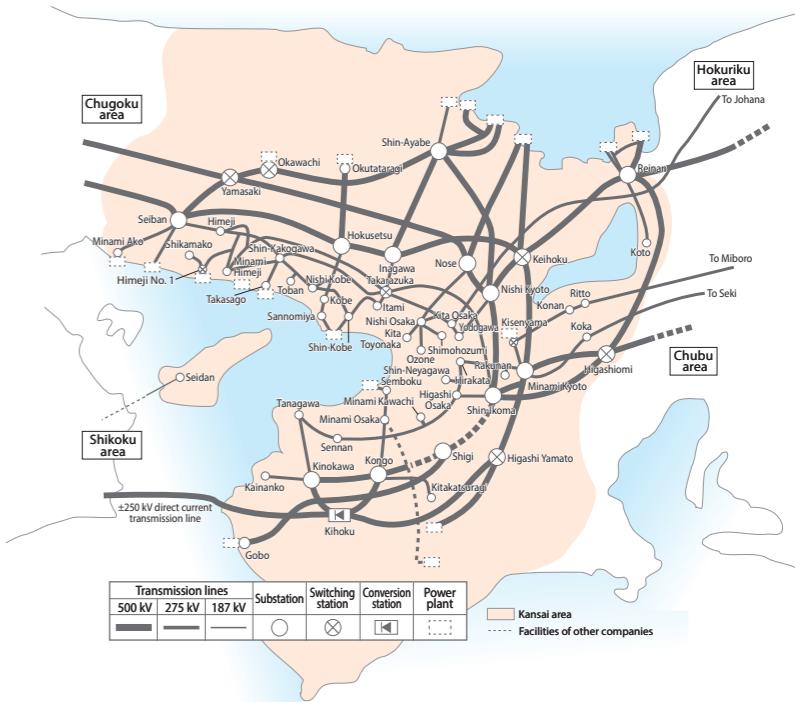 Hokuriku
area
To Johana
Chugoku
area
Shin-Ayabe
Okawachi
Okutataragi
Reinan
Yamasaki
Seiban
Himeji
Minami Ako
Shikamako
Shin-Kakogawa
Hokusetsu
Inagawa
Nose
Keihoku
Koto
Minami
Himeji
Himeji No. 1
Takasago
Toban
Nishi Kobe
Takarazuka
Nishi Kyoto
To Miboro
Kobe
Itami
Konan
Ritto
To Seki
Sannomiya
Nishi Osaka
Kita Osaka
Yodogawa
Kisenyama
Koka
Shin-Kobe
Kita
Toyonaka
Ozone
Shimohozumi
Rakunan
Higashiomi
Chubu
area
Shin-Neyagawa
Hirakata
Minami Kyoto
Seidan
Semboku
Minami Kawachi
Higashi
Osaka
Shin-Ikoma
Tanagawa
Minami Osaka
Shikoku
area
Sennan
Kinokawa
Kongo
Shigi
Higashi Yamato
Kainanko
Kitakatsuragi
±250 kV direct current
transmission line
Kihoku
Gobo
Transmission lines
500 kV
275 kV
187 kV
Substation
Switching
station
Conversion
station
Power
plant
Kansai area
Facilities of other companies